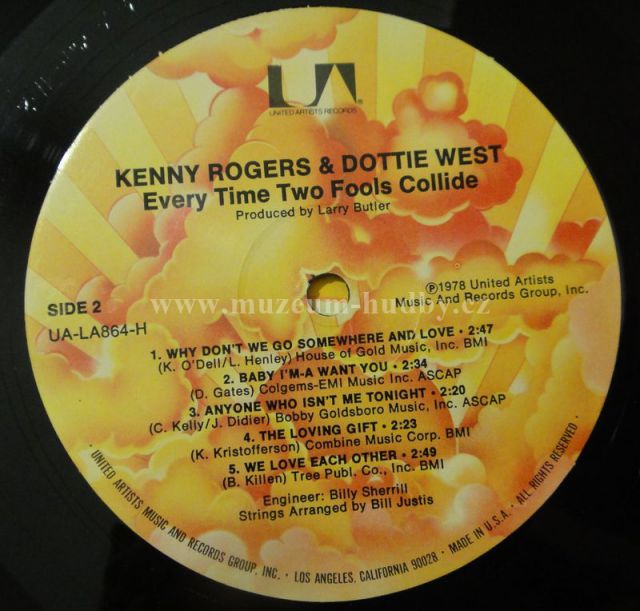 UA
UNITED ARTISTS RECORDS
KENNY ROGERS & DOTTIE WEST
Every Time Two Fools Collide
Produced by Larry Butler
SIDE 2
UA-LA864-H
℗1978 United Artists
Music And Records Group, Inc.
www.muzeum-hudby.cz
1. WHY DON'T WE GO SOMEWHERE AND LOVE • 2:47
(K. O'Dell/L. Henley) House of Gold Music, Inc. BMI
2. BABY I'M-A WANT YOU • 2:34
(D. Gates) Colgems-EMI Music Inc. ASCAP
3. ANYONE WHO ISN'T ME TONIGHT • 2:20
(C. Kelly/J. Didier) Bobby Goldsboro Music, Inc. ASCAP
4. THE LOVING GIFT • 2:23
(K. Kristofferson) Combine Music Corp. BMI
5. WE LOVE EACH OTHER • 2:49
(B. Killen) Tree Publ. Co., Inc. BMI
Engineer: Billy Sherrill
Strings Arranged by Bill Justis
· UNITED ARTISTS MUSIC AND RECORDS GROUP, INC. · LOS ANGELES, CALIFORNIA 90028 · MADE IN U.S.A. · ALL RIGHTS RESERVED ·